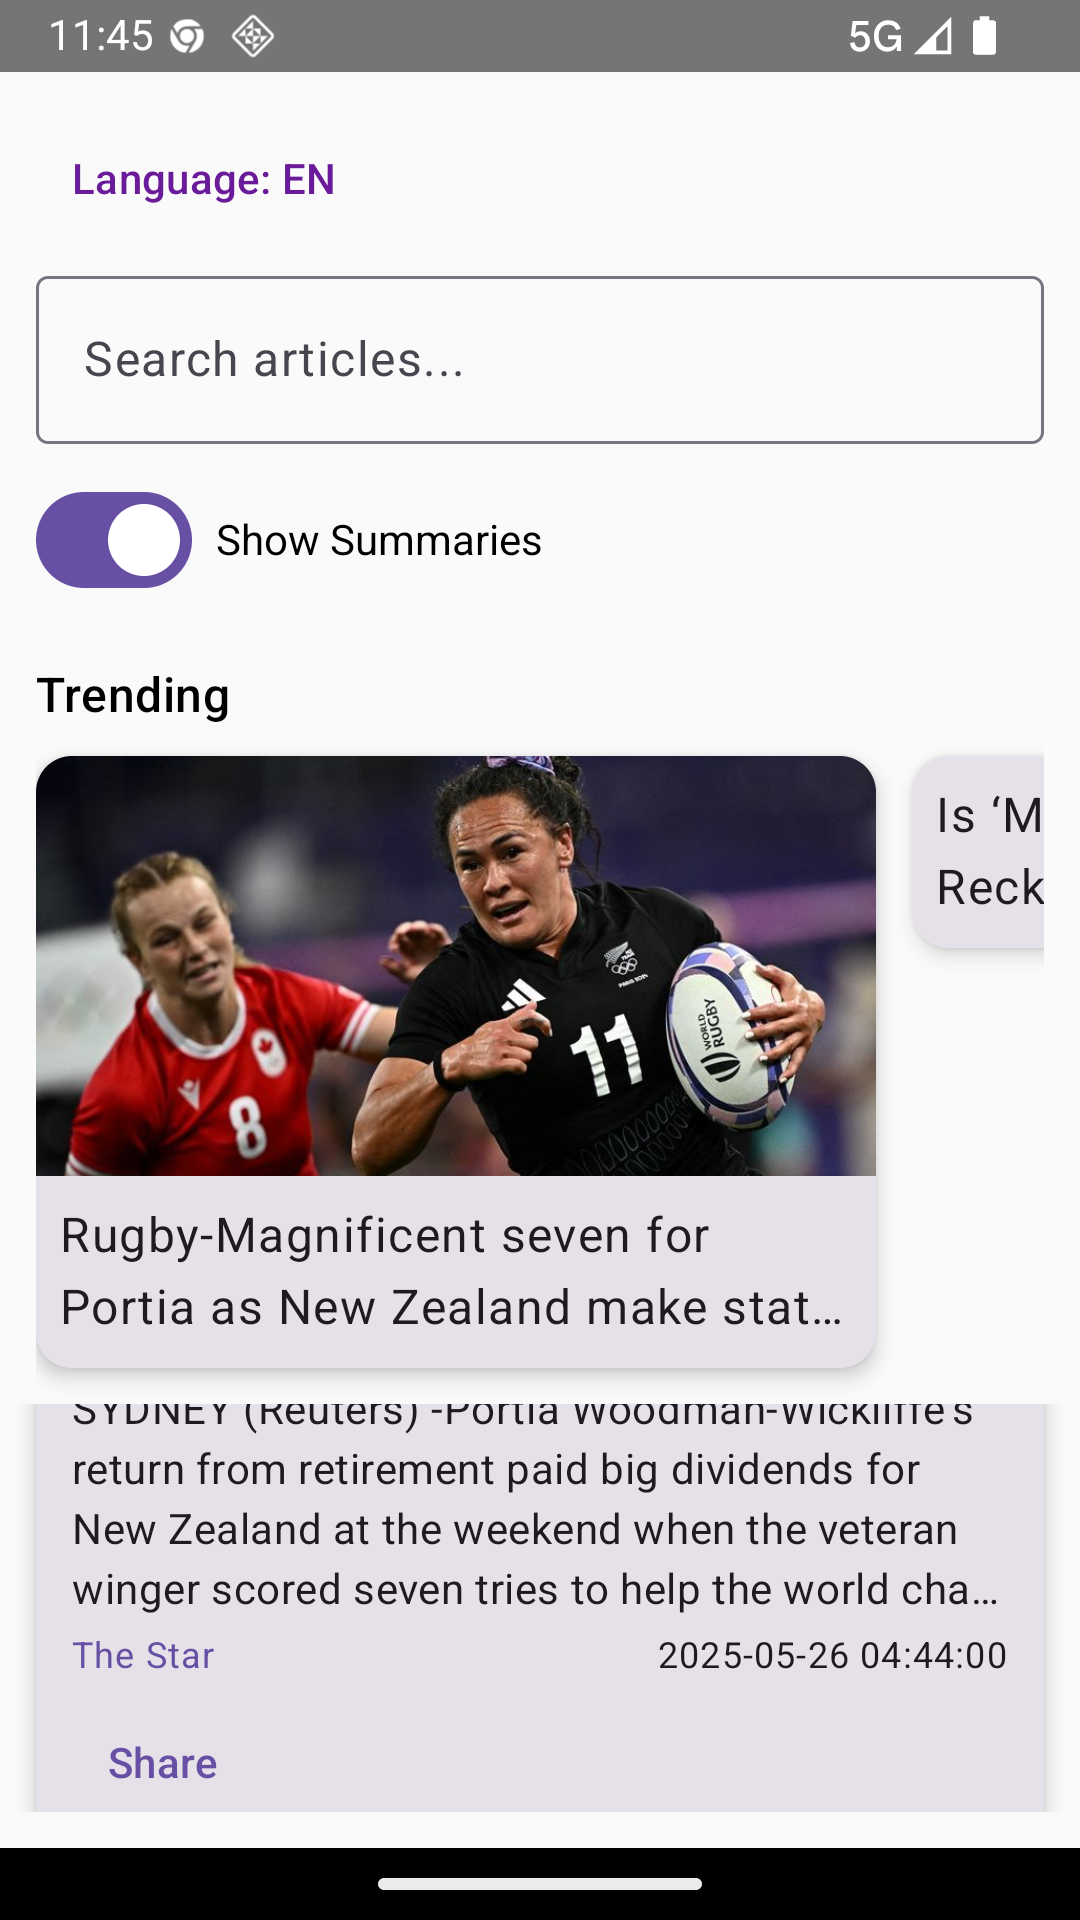 11:45
5G
Language: EN
Search articles...
Show Summaries
Trending
Is ‘M
Reck
11
8
WORLD
RUGBY
PARIS 2024
Rugby-Magnificent seven for
Portia as New Zealand make stat…
SYDNEY (Reuters) -Portia Woodman-Wickliffe's
return from retirement paid big dividends for
New Zealand at the weekend when the veteran
winger scored seven tries to help the world cha…
The Star
2025-05-26 04:44:00
Share